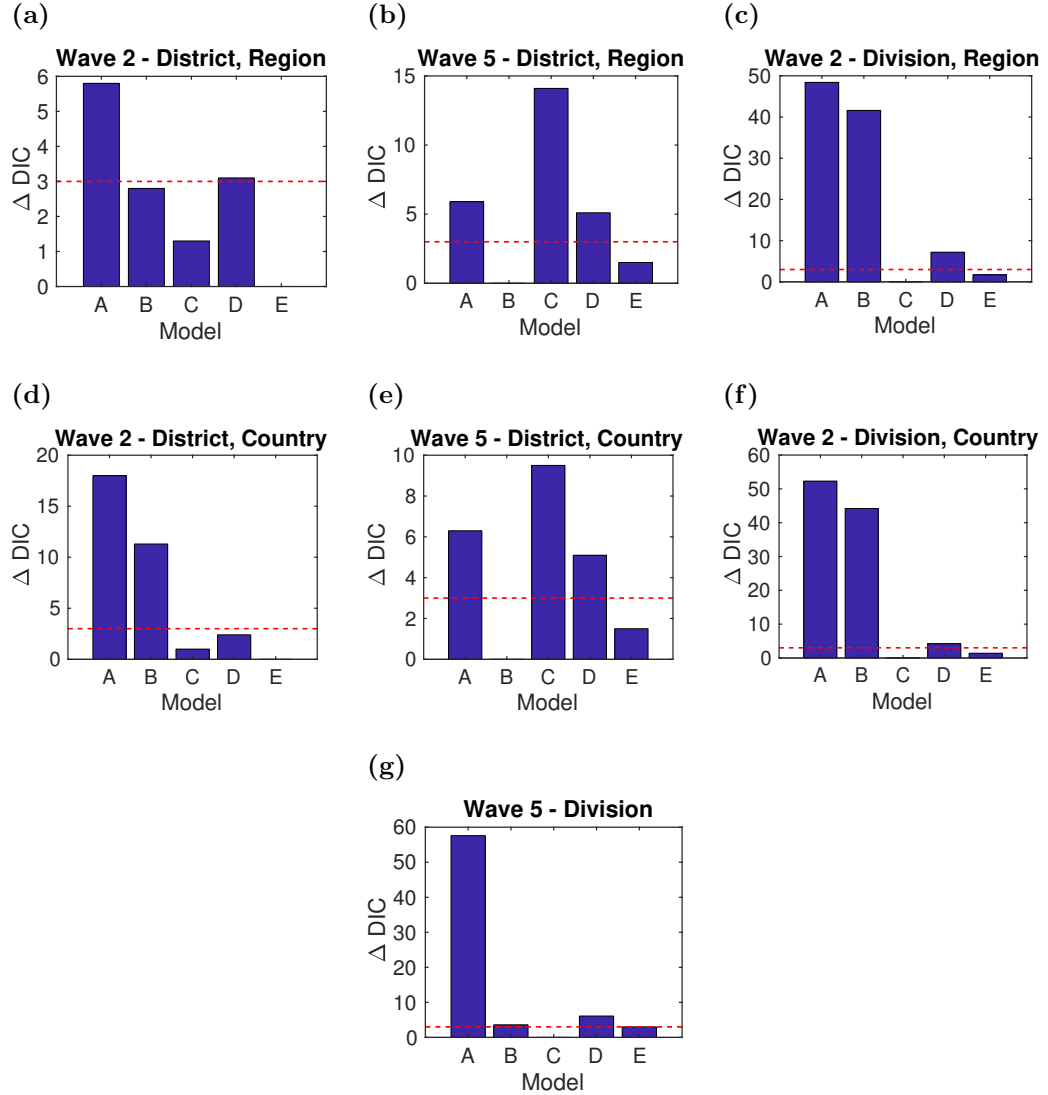 (a)
Wave 2 - District, Region
6
5
4
3
2
1
0
Δ DIC
A B C D E
Model
(b)
Wave 5 - District, Region
15
10
5
0
Δ DIC
A B C D E
Model
(c)
Wave 2 - Division, Region
50
40
30
20
10
0
Δ DIC
A B C D E
Model
(d)
Wave 2 - District, Country
20
15
10
5
0
Δ DIC
A B C D E
Model
(e)
Wave 5 - District, Country
10
8
6
4
2
0
Δ DIC
A B C D E
Model
(f)
Wave 2 - Division, Country
60
50
40
30
20
10
0
Δ DIC
A B C D E
Model
(g)
Wave 5 - Division
60
50
40
30
20
10
0
Δ DIC
A B C D E
Model